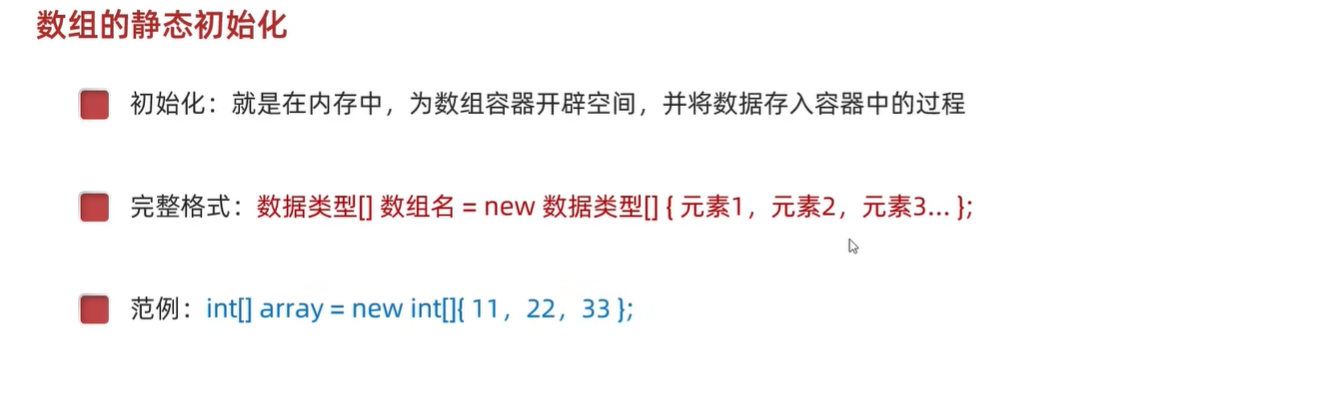 数组的静态初始化
初始化：就是在内存中，为数组容器开辟空间，并将数据存入容器中的过程
完整格式：数据类型[] 数组名 = new 数据类型[] { 元素1，元素2，元素3... };
范例：int[] array = new int[]{ 11，22，33 };